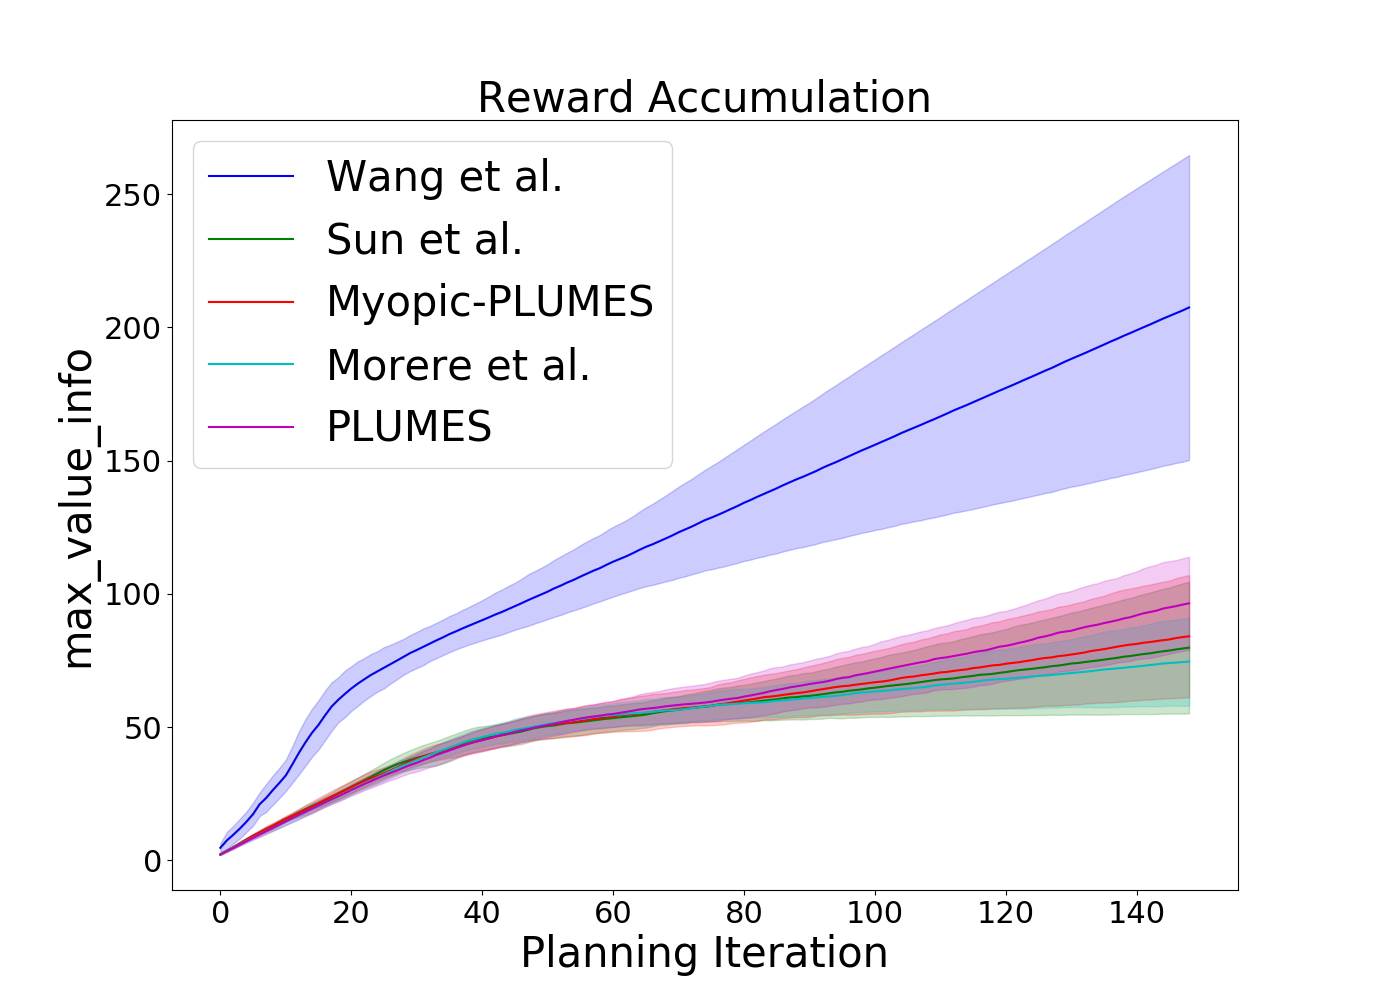 Reward Accumulation
Wang et al.
Sun et al.
Myopic-PLUMES
Morere et al.
PLUMES
max_value_info
250
200
150
100
50
0
0 20 40 60 80 100 120 140
Planning Iteration